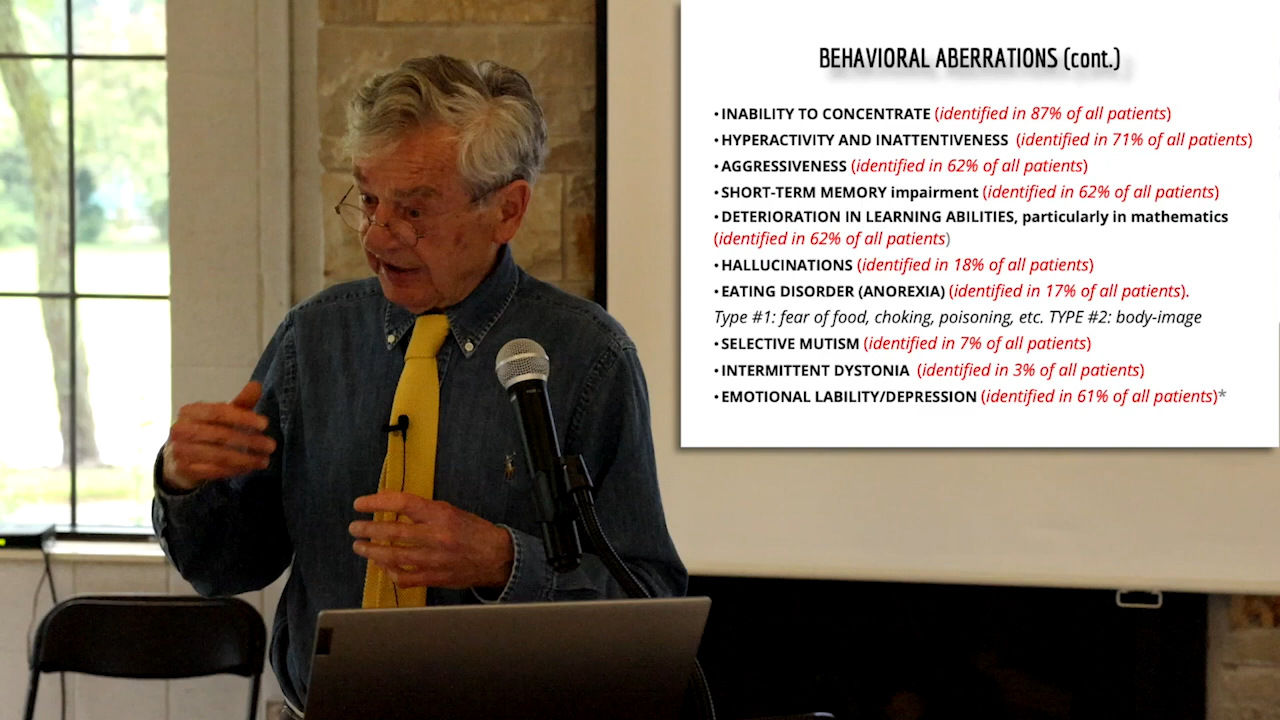 BEHAVIORAL ABERRATIONS (cont.)
•INABILITY TO CONCENTRATE (identified in 87% of all patients)
•HYPERACTIVITY AND INATTENTIVENESS (identified in 71% of all patients)
•AGGRESSIVENESS (identified in 62% of all patients)
•SHORT-TERM MEMORY impairment (identified in 62% of all patients)
•DETERIORATION IN LEARNING ABILITIES, particularly in mathematics
(identified in 62% of all patients)
•HALLUCINATIONS (identified in 18% of all patients)
•EATING DISORDER (ANOREXIA) (identified in 17% of all patients).
Type #1: fear of food, choking, poisoning, etc. TYPE #2: body-image
•SELECTIVE MUTISM (identified in 7% of all patients)
•INTERMITTENT DYSTONIA (identified in 3% of all patients)
•EMOTIONAL LABILITY/DEPRESSION (identified in 61% of all patients)*